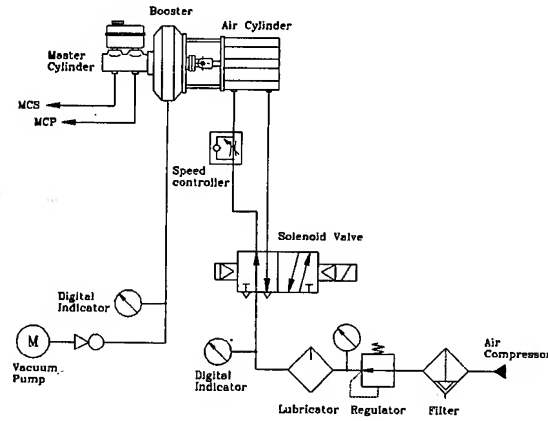 Booster
Air Cylinder
Master
Cylinder
MCS
MCP
Speed
controller
Solenoid Valve
Digital
Indicator
M
Vacuum
Pump
Digital
Indicator
Air
Compressor
Lubricator
Regulator
Filter